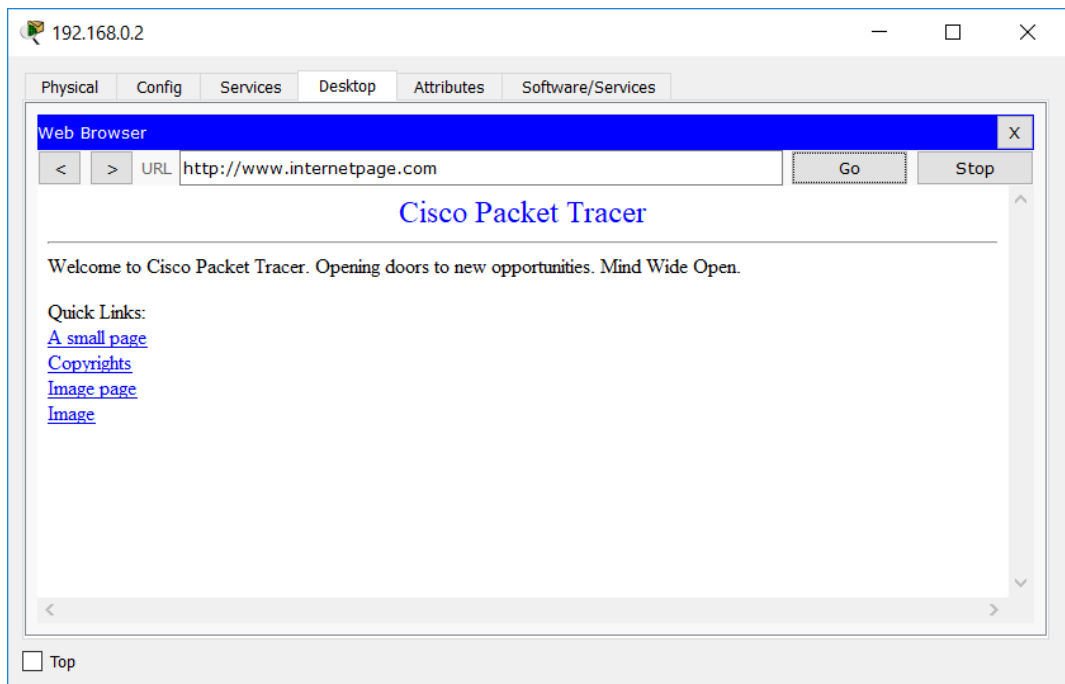 192.168.0.2
Physical Config Services Desktop Attributes Software/Services
Web Browser X
< > URL http://www.internetpage.com Go Stop
Cisco Packet Tracer
Welcome to Cisco Packet Tracer. Opening doors to new opportunities. Mind Wide Open.
Quick Links:
A small page
Copyrights
Image page
Image
Top